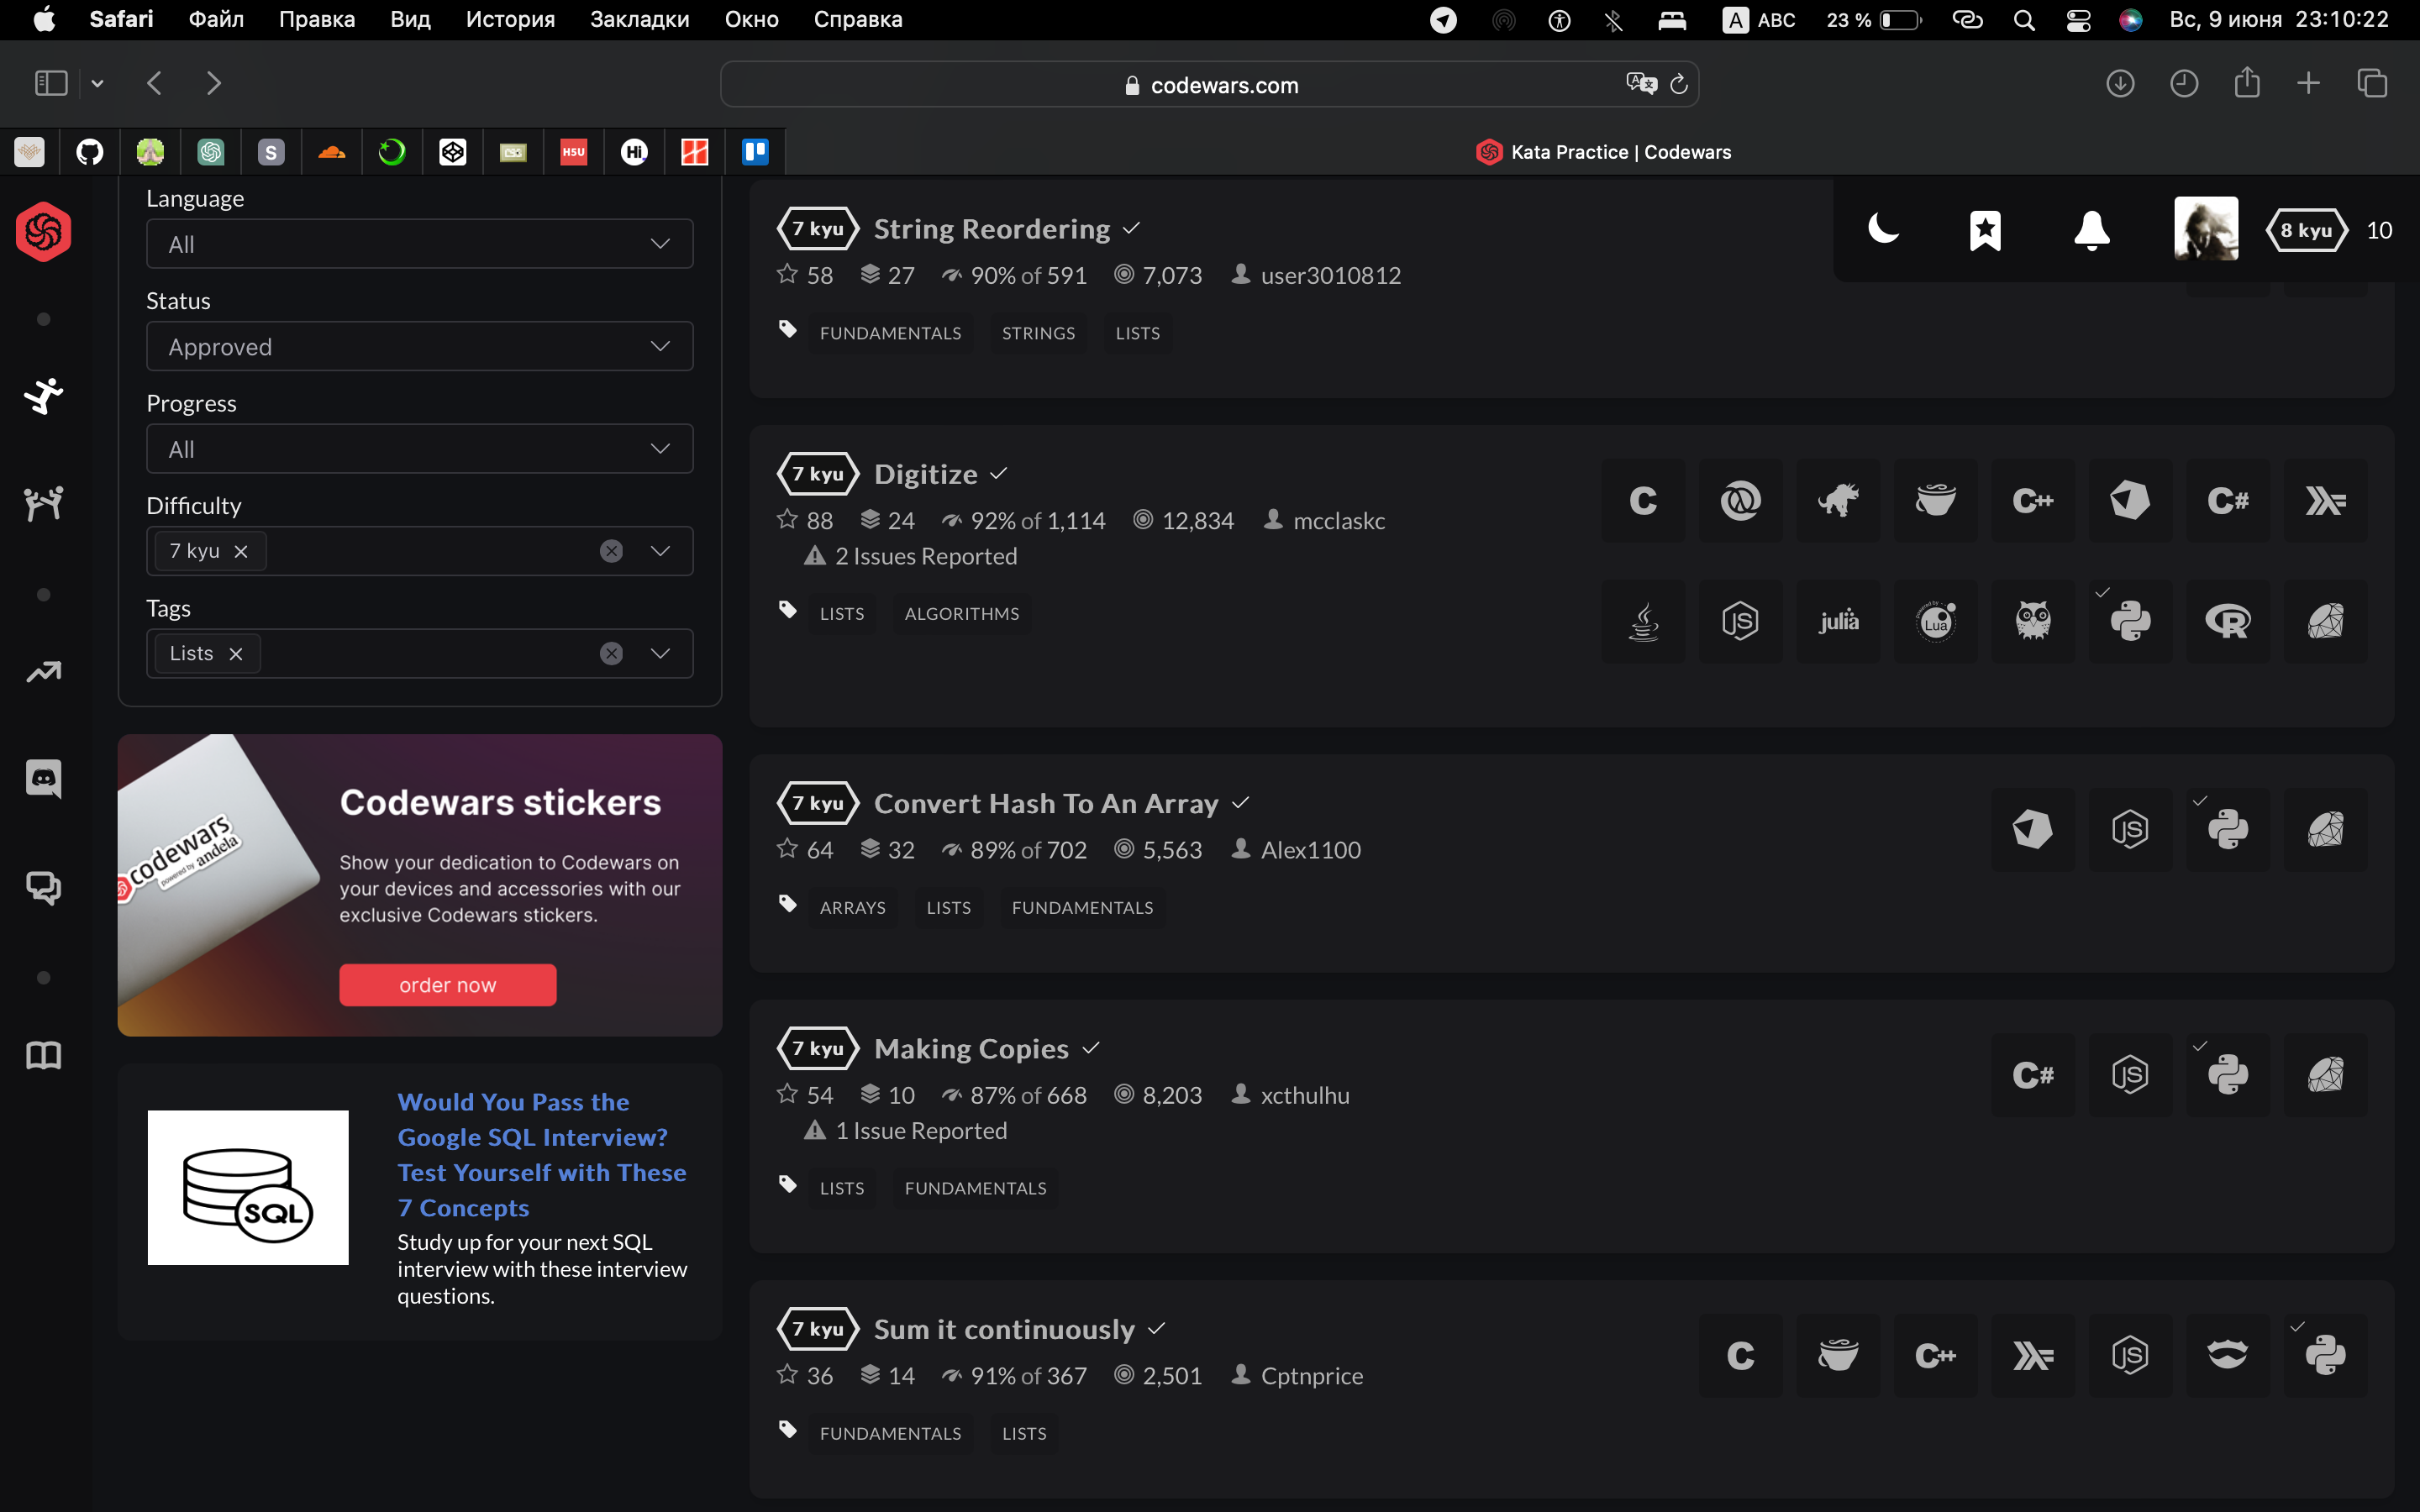 Safari Файл Правка Вид История Закладки Окно Справка A ABC 23 % Вс, 9 июня 23:10:22
codewars.com
S CSS HSU Hi Kata Practice | Codewars
Language
All
Status
Approved
Progress
All
Difficulty
7 kyu
Tags
Lists
codewars
powered by andela
Codewars stickers
Show your dedication to Codewars on
your devices and accessories with our
exclusive Codewars stickers.
order now
SQL
Would You Pass the
Google SQL Interview?
Test Yourself with These
7 Concepts
Study up for your next SQL
interview with these interview
questions.
8 kyu 10
7 kyu String Reordering
58 27 90% of 591 7,073 user3010812
FUNDAMENTALS STRINGS LISTS
7 kyu Digitize
88 24 92% of 1,114 12,834 mcclaskc
2 Issues Reported
LISTS ALGORITHMS
C C++ C#
JS julia powered by Lua R
7 kyu Convert Hash To An Array
64 32 89% of 702 5,563 Alex1100
ARRAYS LISTS FUNDAMENTALS
JS
7 kyu Making Copies
54 10 87% of 668 8,203 xcthulhu
1 Issue Reported
LISTS FUNDAMENTALS
C# JS
7 kyu Sum it continuously
36 14 91% of 367 2,501 Cptnprice
FUNDAMENTALS LISTS
C C++ JS